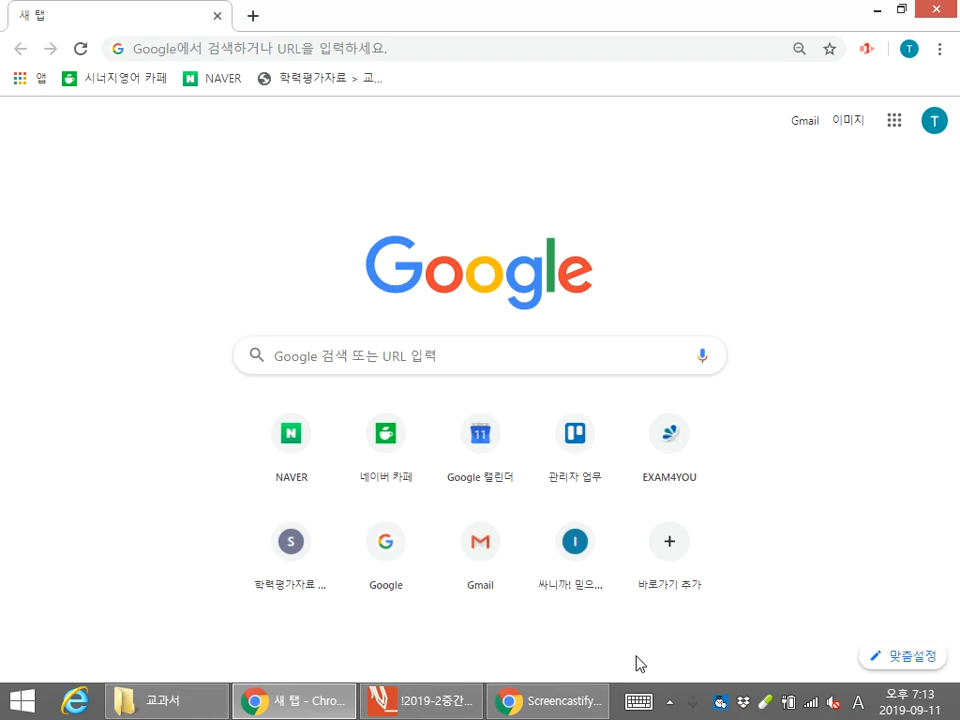 새 탭
Google에서 검색하거나 URL을 입력하세요.
T
앱
시너지영어 카페
NAVER
학력평가자료 > 교...
Gmail
이미지
T
Google
Google 검색 또는 URL 입력
11
NAVER
네이버 카페
Google 캘린더
관리자 업무
EXAM4YOU
S
G
I
학력평가자료 ...
Google
Gmail
싸니까! 믿으...
바로가기 추가
맞춤설정
교과서
새 탭 - Chro...
!2019-2중간...
Screencastify...
A
오후 7:13
2019-09-11